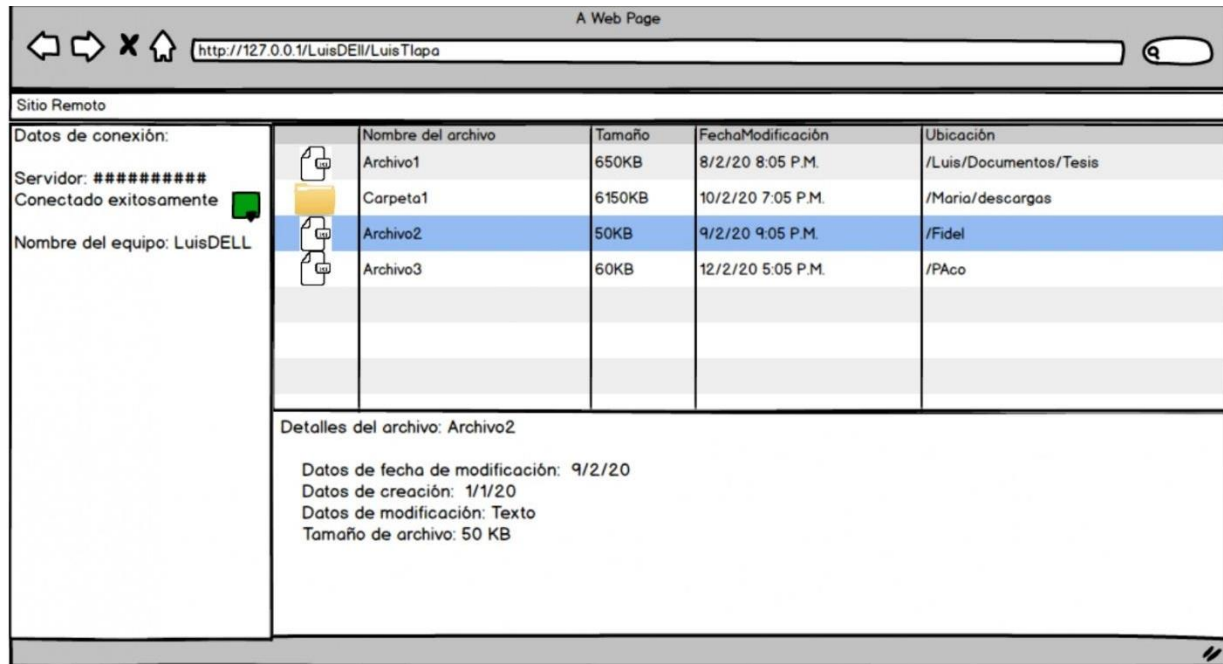 A Web Page
http://127.0.0.1/LuisDEll/LuisTlapa
Sitio Remoto
Datos de conexión:
Servidor: ##########
Conectado exitosamente
Nombre del equipo: LuisDELL
Nombre del archivo Tamaño FechaModificación Ubicación
Archivo1 650KB 8/2/20 8:05 P.M. /Luis/Documentos/Tesis
Carpeta1 6150KB 10/2/20 7:05 P.M. /Maria/descargas
Archivo2 50KB 9/2/20 9:05 P.M. /Fidel
Archivo3 60KB 12/2/20 5:05 P.M. /PAco
Detalles del archivo: Archivo2
Datos de fecha de modificación: 9/2/20
Datos de creación: 1/1/20
Datos de modificación: Texto
Tamaño de archivo: 50 KB